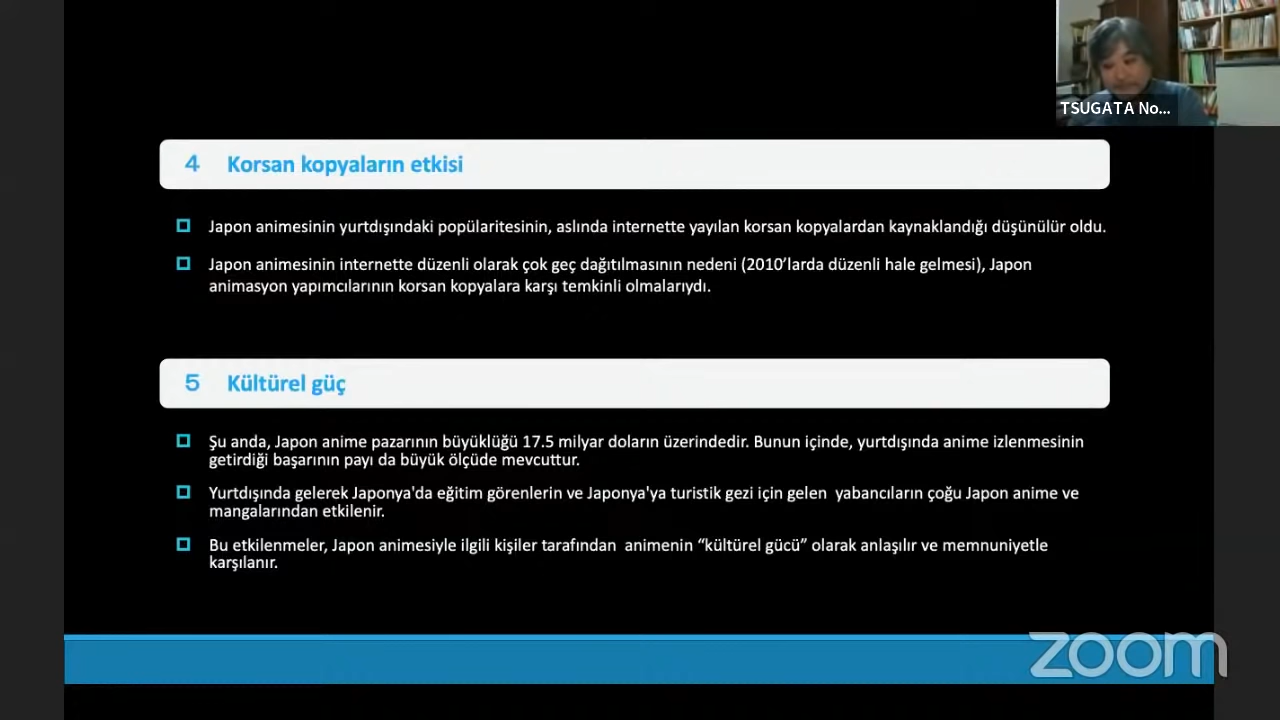 TSUGATA No...
4 Korsan kopyaların etkisi
Japon animesinin yurtdışındaki popülaritesinin, aslında internette yayılan korsan kopyalardan kaynaklandığı düşünülür oldu.
Japon animesinin internette düzenli olarak çok geç dağıtılmasının nedeni (2010’larda düzenli hale gelmesi), Japon
animasyon yapımcılarının korsan kopyalara karşı temkinli olmalarıydı.
5 Kültürel güç
Şu anda, Japon anime pazarının büyüklüğü 17.5 milyar doların üzerindedir. Bunun içinde, yurtdışında anime izlenmesinin
getirdiği başarının payı da büyük ölçüde mevcuttur.
Yurtdışında gelerek Japonya'da eğitim görenlerin ve Japonya'ya turistik gezi için gelen yabancıların çoğu Japon anime ve
mangalarından etkilenir.
Bu etkilenmeler, Japon animesiyle ilgili kişiler tarafından animenin “kültürel gücü” olarak anlaşılır ve memnuniyetle
karşılanır.
zoom